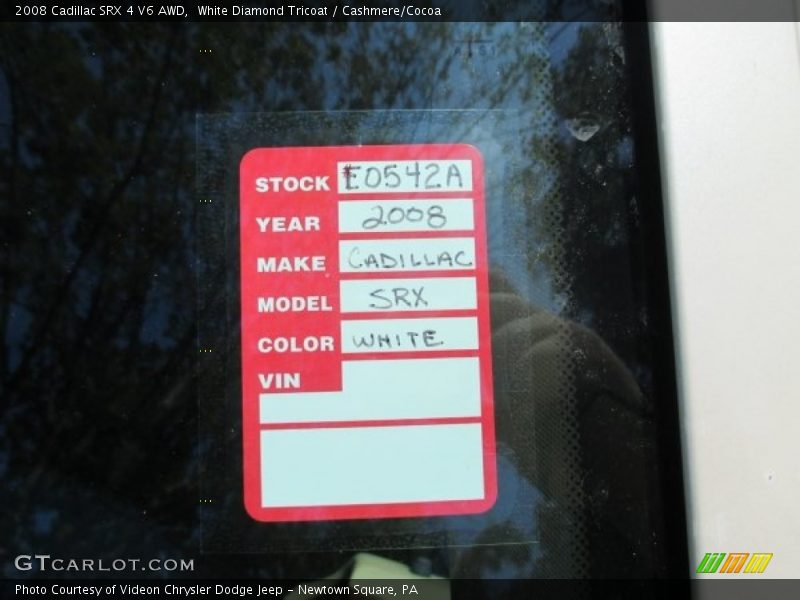 2008 Cadillac SRX 4 V6 AWD,  White Diamond Tricoat / Cashmere/Cocoa
STOCK E0542A
YEAR 2008
MAKE CADILLAC
MODEL SRX
COLOR WHITE
VIN
GTCARLOT.COM
Photo Courtesy of Videon Chrysler Dodge Jeep - Newtown Square, PA